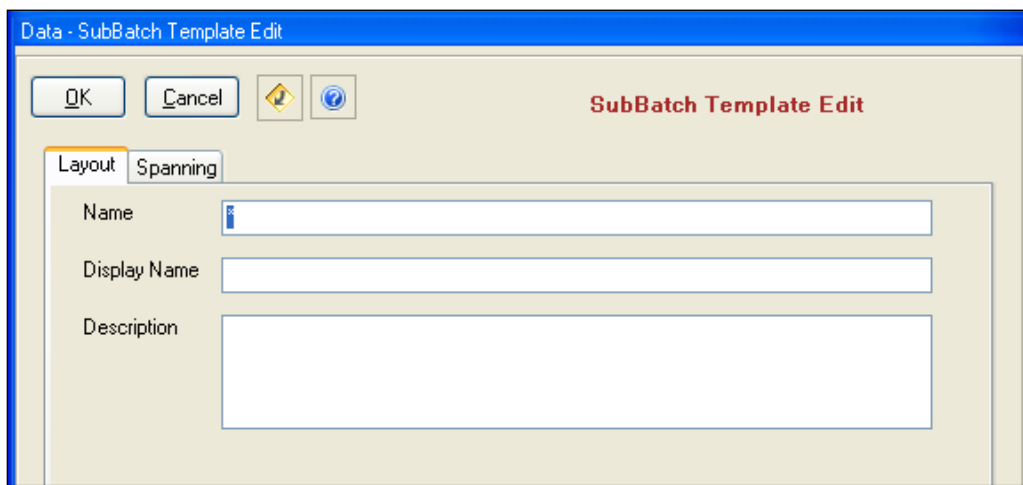 Data - SubBatch Template Edit
OK Cancel SubBatch Template Edit
Layout Spanning
Name *
Display Name
Description